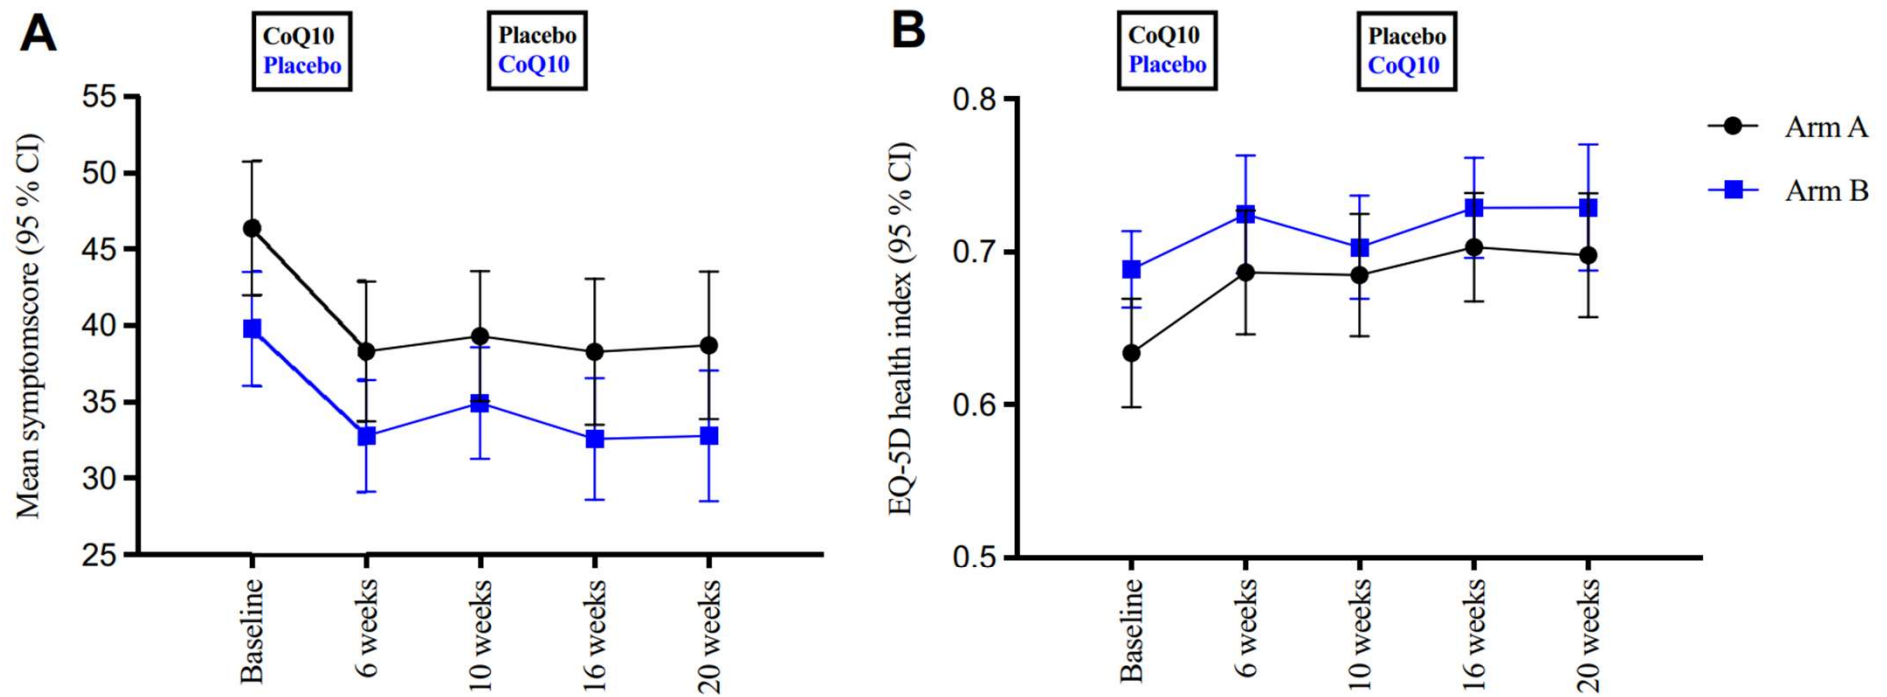 A
CoQ10
Placebo
Placebo
CoQ10
Mean symptomscore (95 % CI)
55
50
45
40
35
30
25
Baseline
6 weeks
10 weeks
16 weeks
20 weeks
B
CoQ10
Placebo
Placebo
CoQ10
EQ-5D health index (95 % CI)
0.8
0.7
0.6
0.5
Baseline
6 weeks
10 weeks
16 weeks
20 weeks
Arm A
Arm B